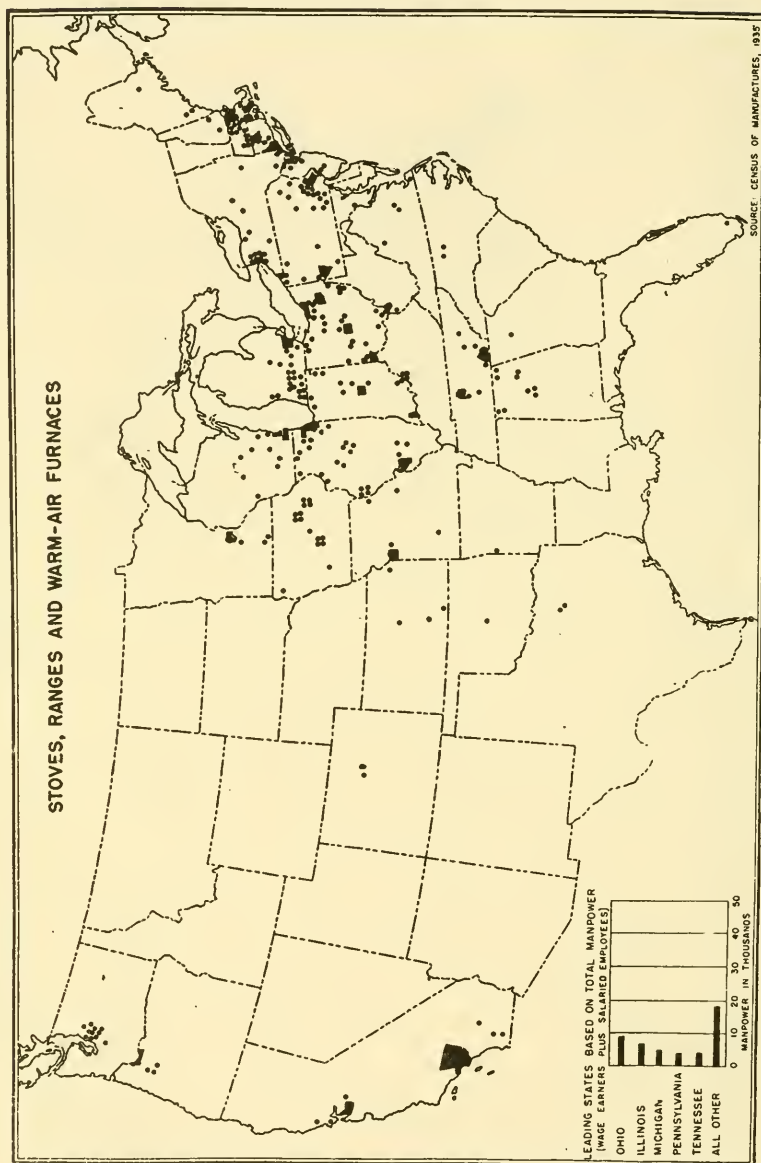 STOVES, RANGES AND WARM-AIR FURNACES
LEADING STATES BASED ON TOTAL MANPOWER
(WAGE EARNERS PLUS SALARIED EMPLOYEES)
OHIO
ILLINOIS
MICHIGAN
PENNSYLVANIA
TENNESSEE
ALL OTHER
0 10 20 30 40 50
MANPOWER IN THOUSANDS
SOURCE: CENSUS OF MANUFACTURES, 1935